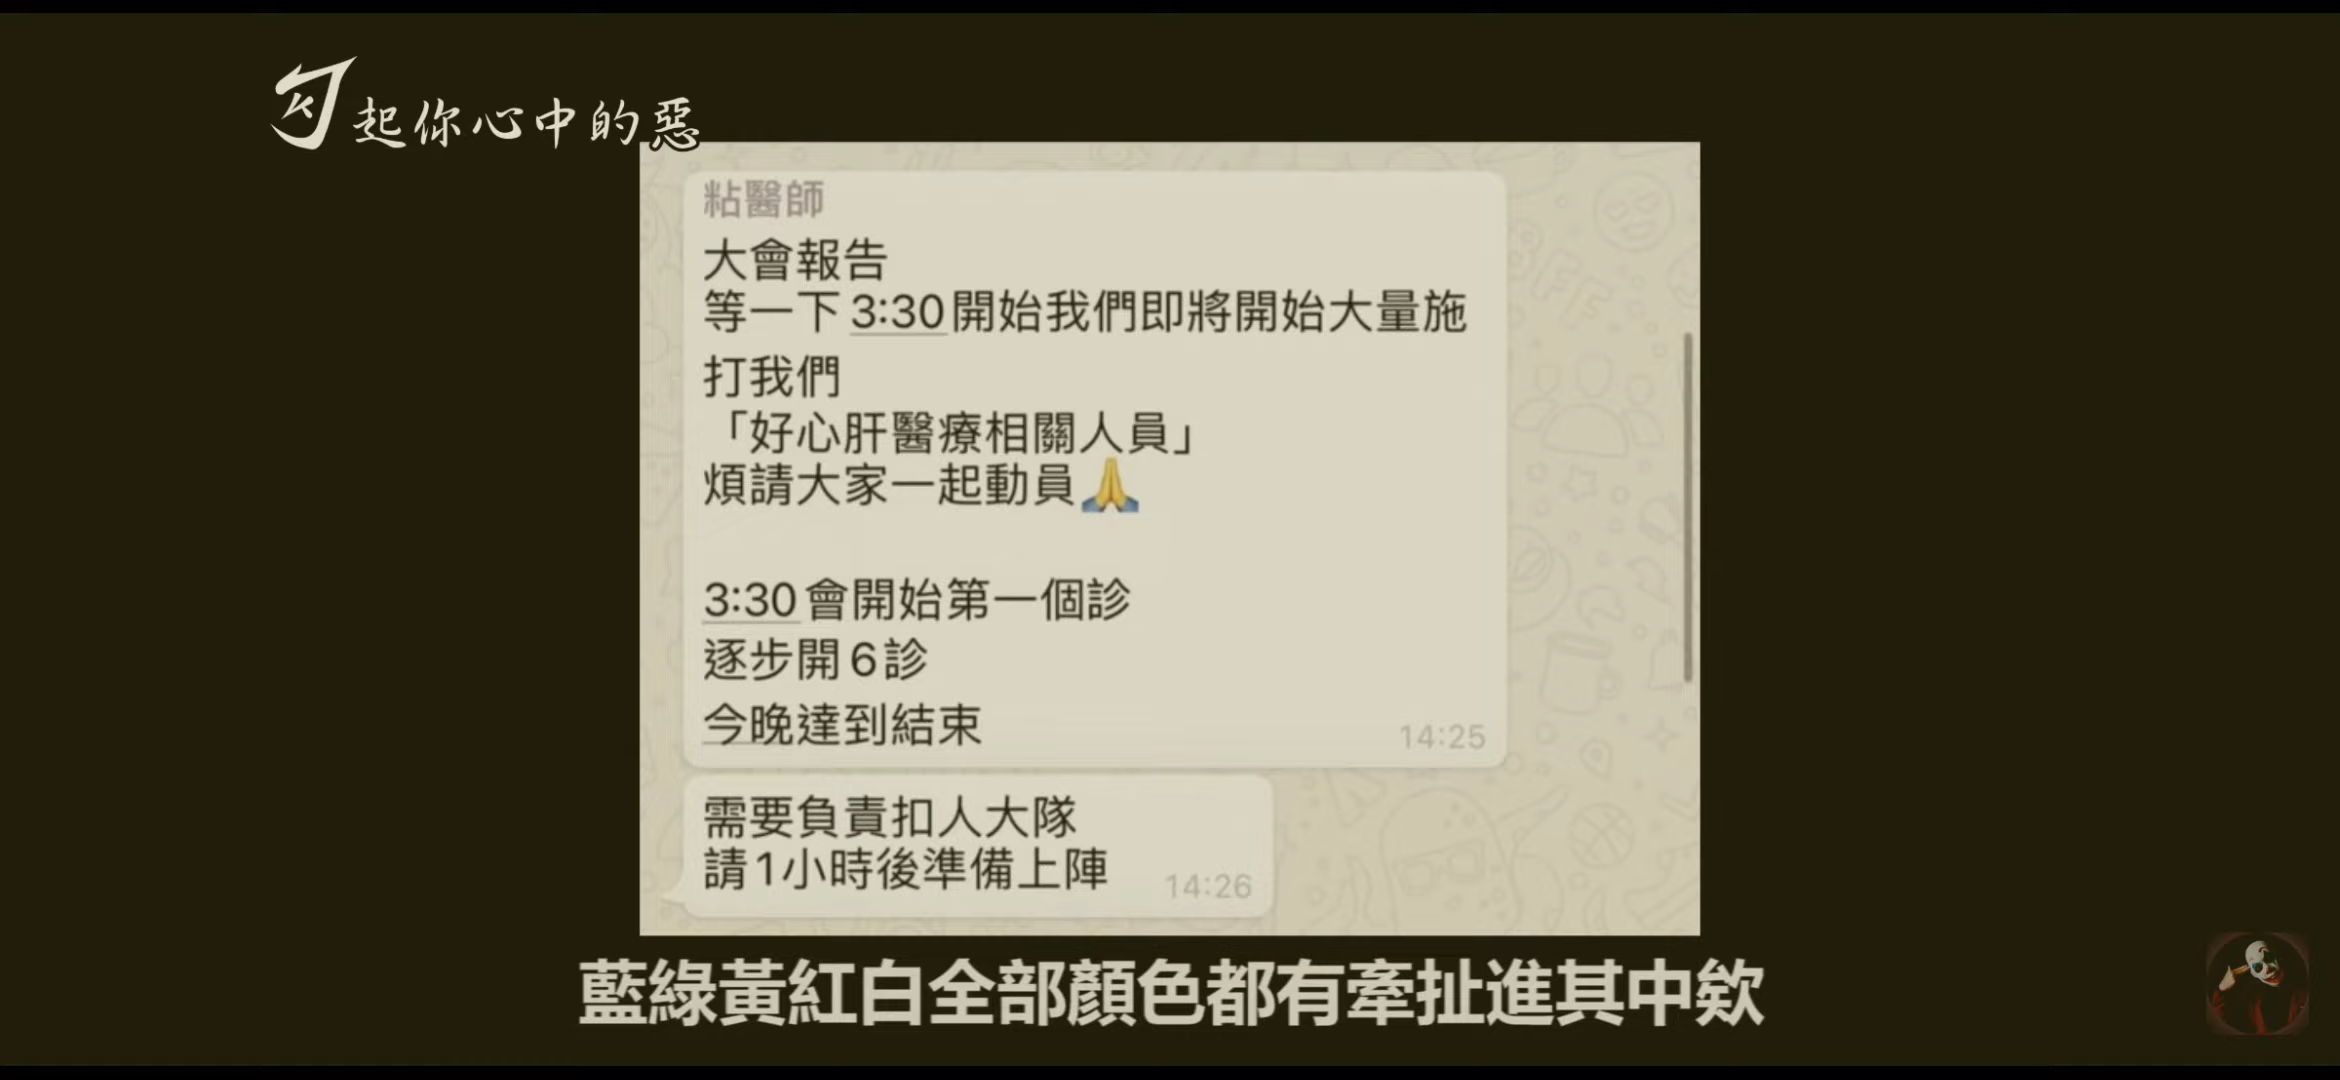 勾起你心中的惡
粘醫師
大會報告
等一下3:30開始我們即將開始大量施
打我們
「好心肝醫療相關人員」
煩請大家一起動員🙏
3:30會開始第一個診
逐步開6診
今晚達到結束
14:25
需要負責扣人大隊
請1小時後準備上陣
14:26
藍綠黃紅白全部顏色都有牽扯進其中欸